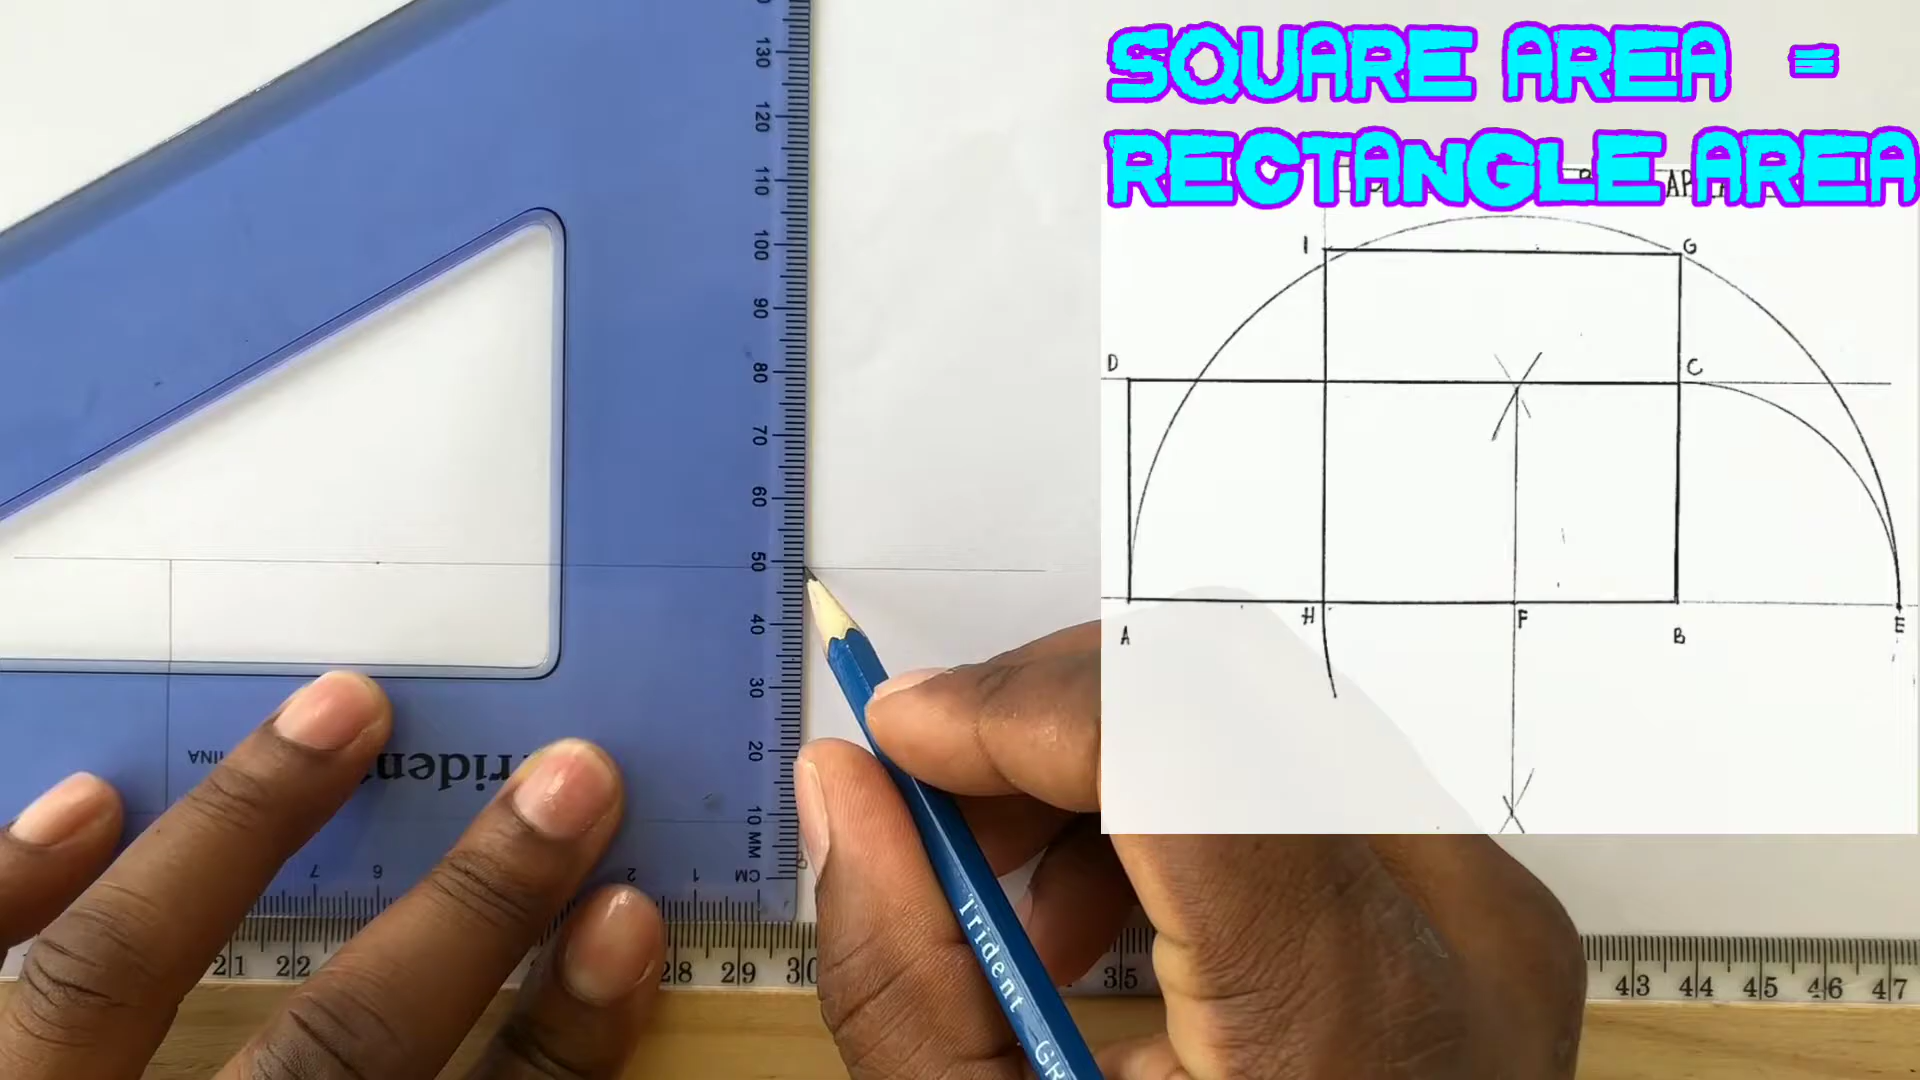 SQUARE AREA =
RECTANGLE AREA
I
G
D
C
A
H
F
B
E
130
120
110
100
90
80
70
60
50
40
30
20
10 MM
CM
1
2
6
7
Trident
21 22 28 29 30 35 43 44 45 46 47
Trident GR